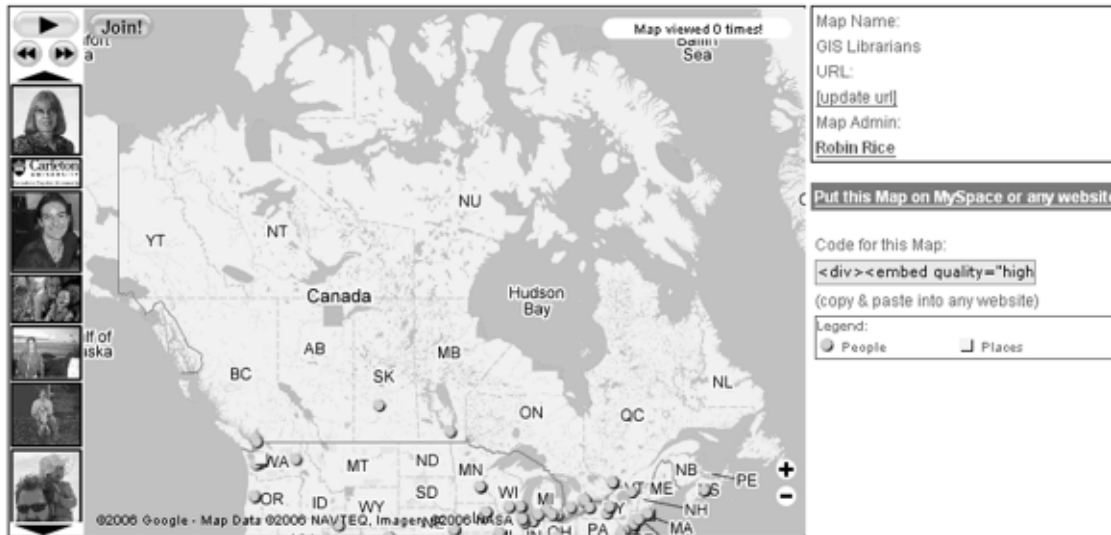 Join!
Map viewed 0 times!
Sea
Carleton
UNIVERSITY
NU
YT
NT
Canada
Hudson
Bay
AB
MB
BC
SK
NL
ON
QC
WA
MT
ND
MN
NB
PE
ME
NH
OR
ID
WY
SD
WI
MI
PA
MA
©2006 Google - Map Data ©2006 NAVTEQ, Imagery ©2006 NASA
Map Name:
GIS Librarians
URL:
[update url]
Map Admin:
Robin Rice
Put this Map on MySpace or any website
Code for this Map:
<div><embed quality="high
(copy & paste into any website)
Legend:
People
Places